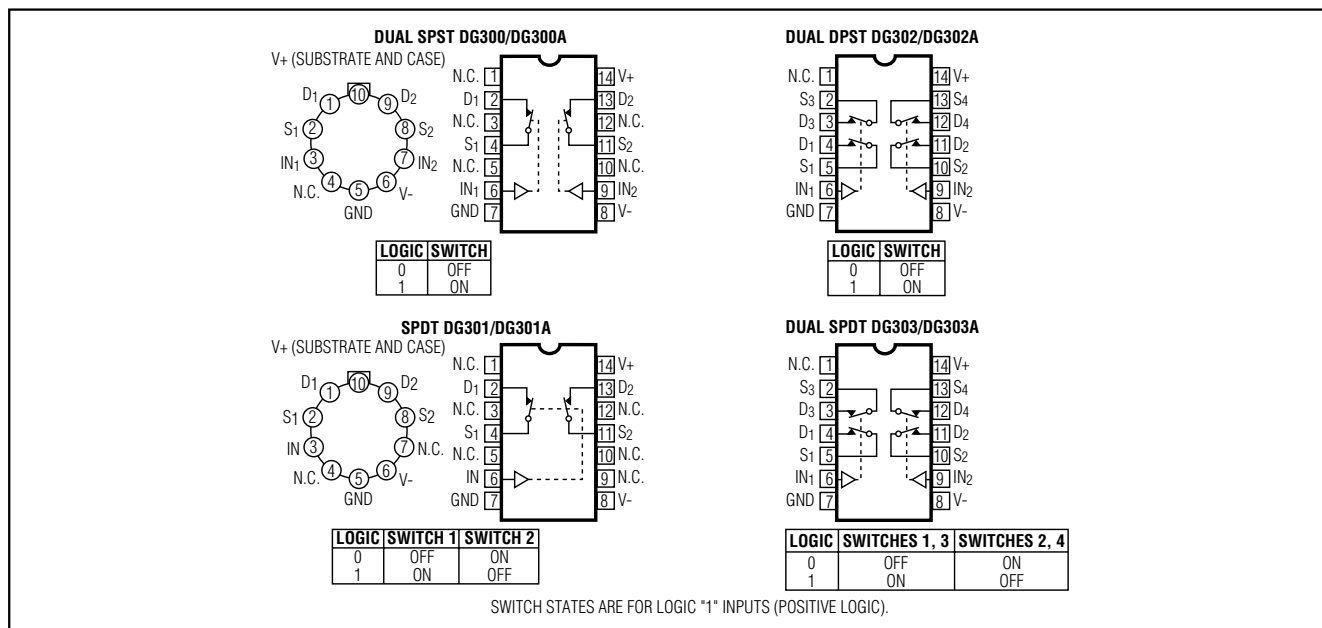 DUAL SPST DG300/DG300A
V+ (SUBSTRATE AND CASE)
10
D1 1 9 D2
S1 2 8 S2
IN1 3 7 IN2
N.C. 4 5 6 V-
GND
N.C. 1 14 V+
D1 2 13 D2
N.C. 3 12 N.C.
S1 4 11 S2
N.C. 5 10 N.C.
IN1 6 9 IN2
GND 7 8 V-
LOGIC SWITCH
0 OFF
1 ON
DUAL DPST DG302/DG302A
N.C. 1 14 V+
S3 2 13 S4
D3 3 12 D4
D1 4 11 D2
S1 5 10 S2
IN1 6 9 IN2
GND 7 8 V-
LOGIC SWITCH
0 OFF
1 ON
SPDT DG301/DG301A
V+ (SUBSTRATE AND CASE)
10
D1 1 9 D2
S1 2 8 S2
IN 3 7 N.C.
N.C. 4 5 6 V-
GND
N.C. 1 14 V+
D1 2 13 D2
N.C. 3 12 N.C.
S1 4 11 S2
N.C. 5 10 N.C.
IN 6 9 N.C.
GND 7 8 V-
LOGIC SWITCH 1 SWITCH 2
0 OFF ON
1 ON OFF
DUAL SPDT DG303/DG303A
N.C. 1 14 V+
S3 2 13 S4
D3 3 12 D4
D1 4 11 D2
S1 5 10 S2
IN1 6 9 IN2
GND 7 8 V-
LOGIC SWITCHES 1, 3 SWITCHES 2, 4
0 OFF ON
1 ON OFF
SWITCH STATES ARE FOR LOGIC "1" INPUTS (POSITIVE LOGIC).